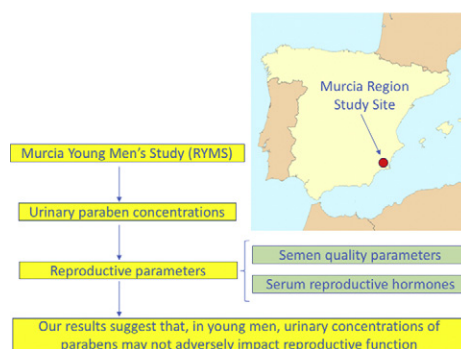 Murcia Region
Study Site
Murcia Young Men's Study (RYMS)
Urinary paraben concentrations
Reproductive parameters
Semen quality parameters
Serum reproductive hormones
Our results suggest that, in young men, urinary concentrations of
parabens may not adversely impact reproductive function